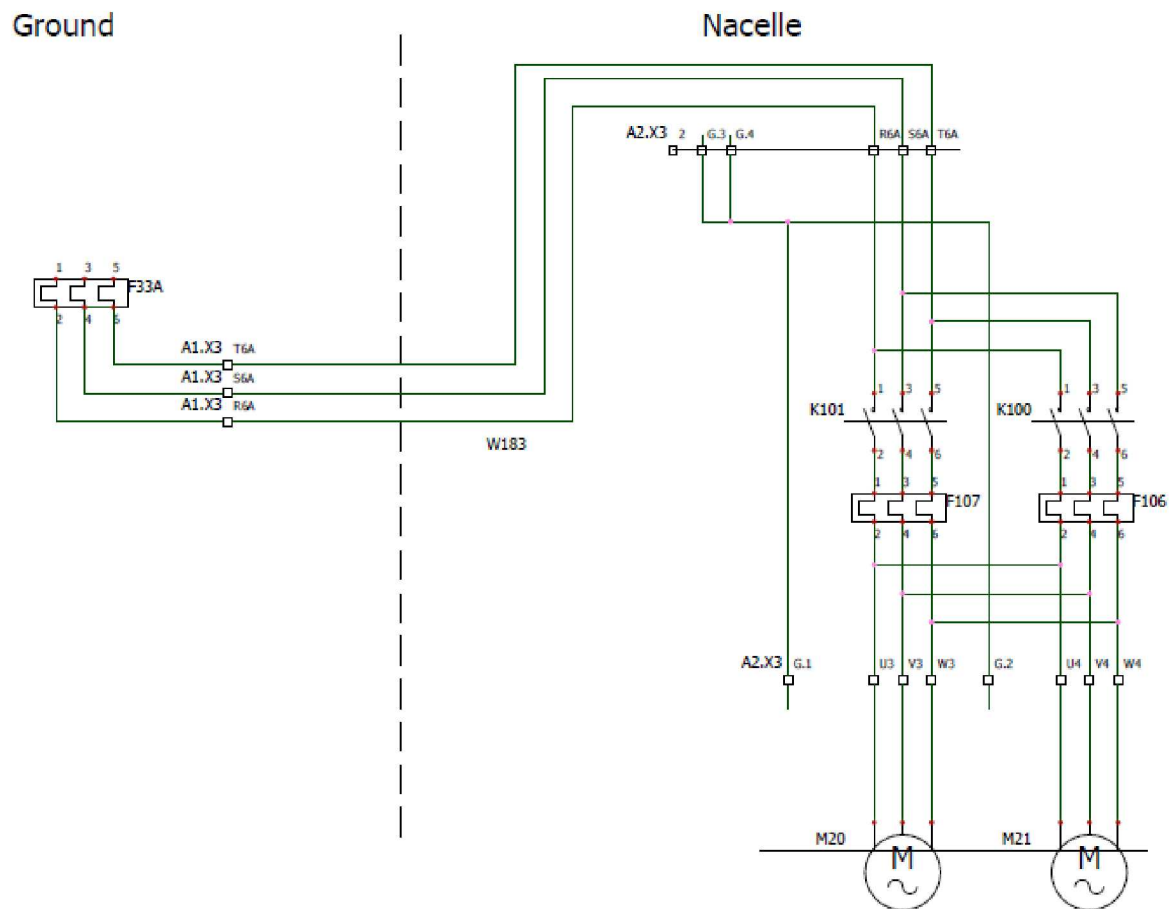 Ground Nacelle
A2.X3 2 G.3 G.4 R6A S6A T6A
1 3 5
F33A
2 4 6
A1.X3 T6A
A1.X3 S6A
A1.X3 R6A
W183
1 3 5 1 3 5
K101 K100
2 4 6 2 4 6
1 3 5 1 3 5
F107 F106
2 4 6 2 4 6
A2.X3 G.1 U3 V3 W3 G.2 U4 V4 W4
M20 M21
M M